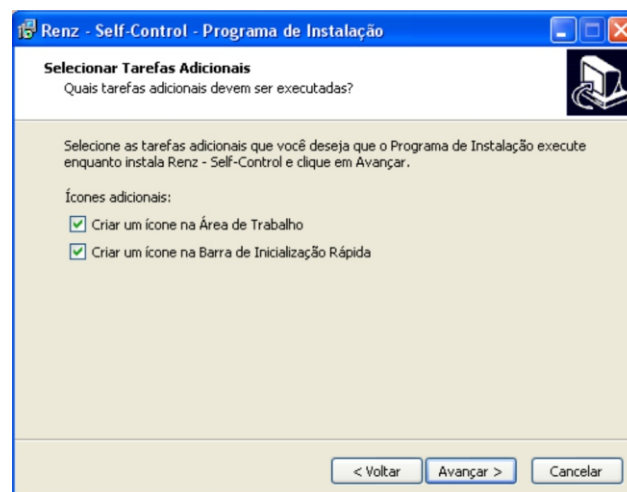 Renz - Self-Control - Programa de Instalação
Selecionar Tarefas Adicionais
Quais tarefas adicionais devem ser executadas?
Selecione as tarefas adicionais que você deseja que o Programa de Instalação execute
enquanto instala Renz - Self-Control e clique em Avançar.
Ícones adicionais:
Criar um ícone na Área de Trabalho
Criar um ícone na Barra de Inicialização Rápida
< Voltar
Avançar >
Cancelar